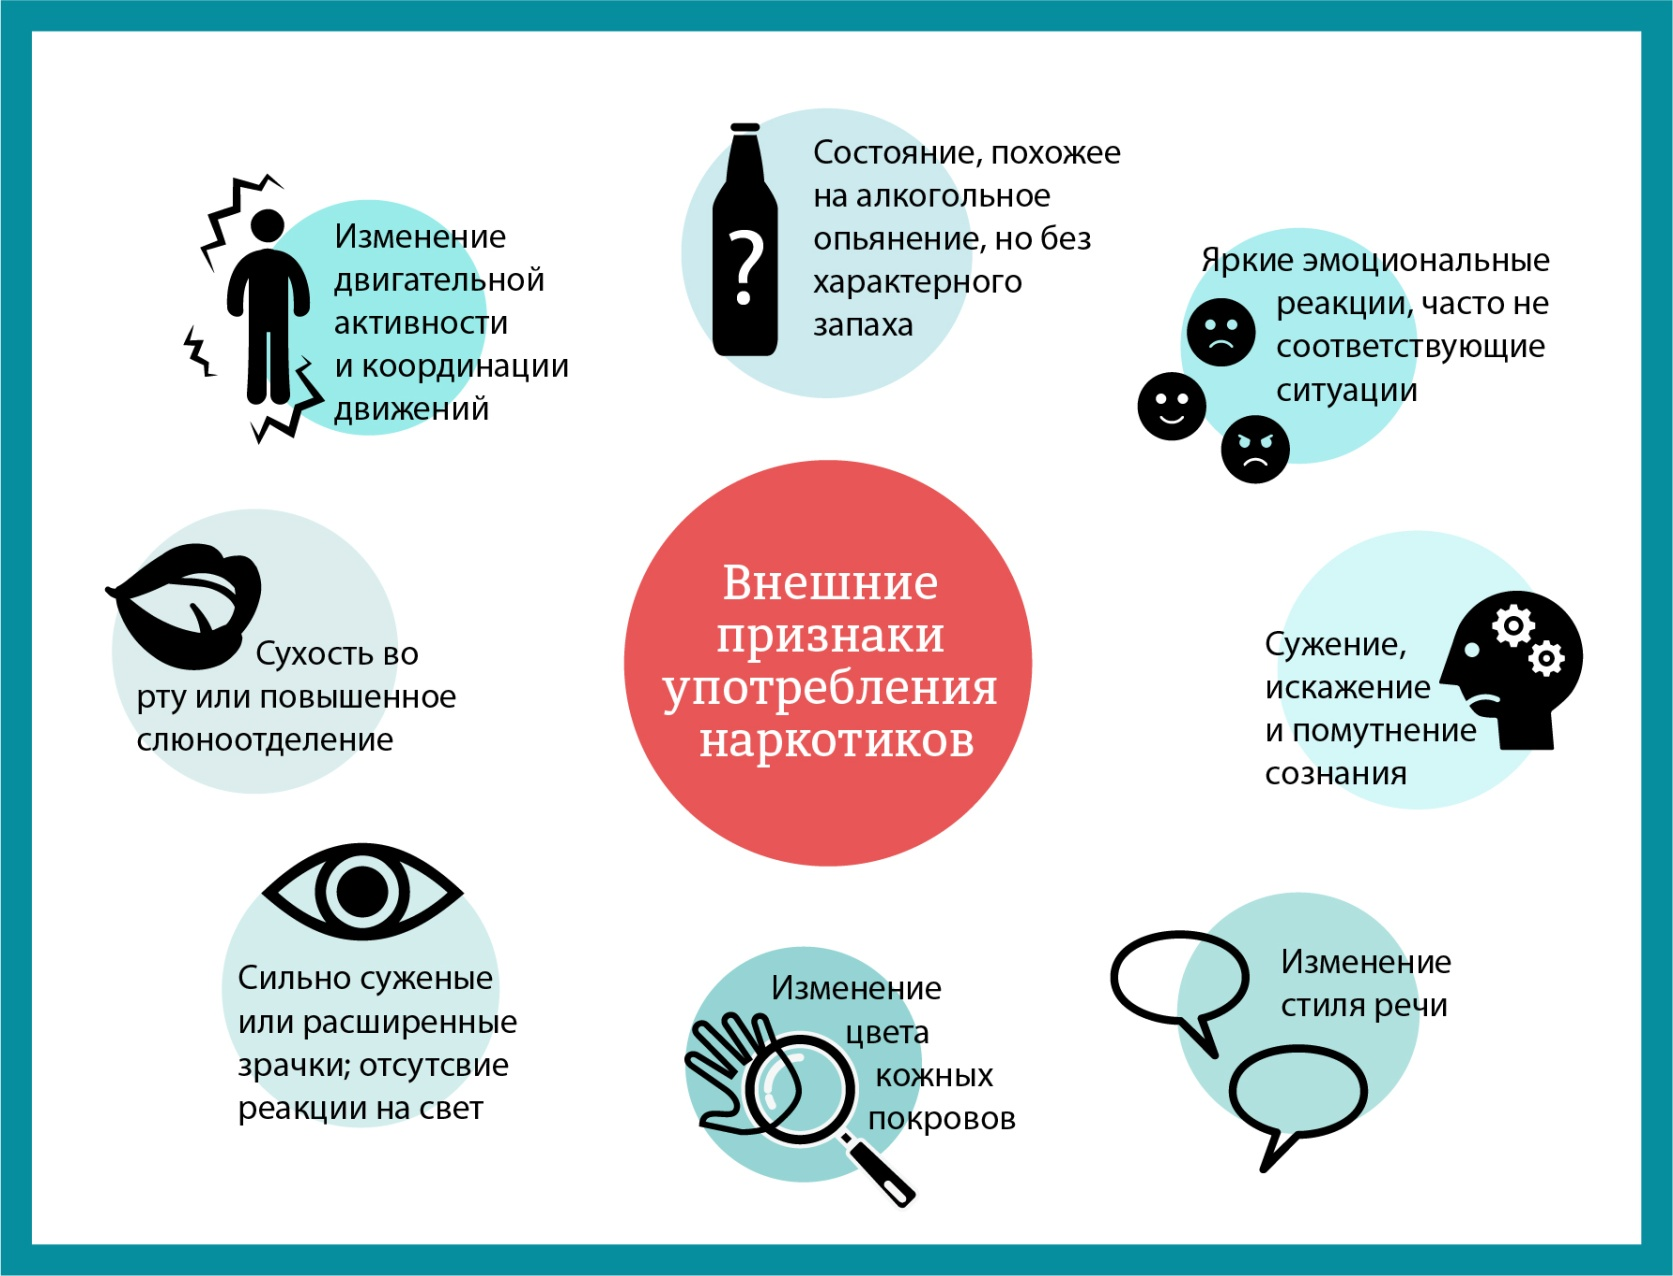 Состояние, похожее
на алкогольное
опьянение, но без
характерного
запаха
Изменение
двигательной
активности
и координации
движений
Яркие эмоциональные
реакции, часто не
соответствующие
ситуации
?
Внешние
признаки
употребления
наркотиков
Сухость во
рту или повышенное
слюноотделение
Сужение,
искажение
и помутнение
сознания
Сильно суженые
или расширенные
зрачки; отсутсвие
реакции на свет
Изменение
цвета
кожных
покровов
Изменение
стиля речи